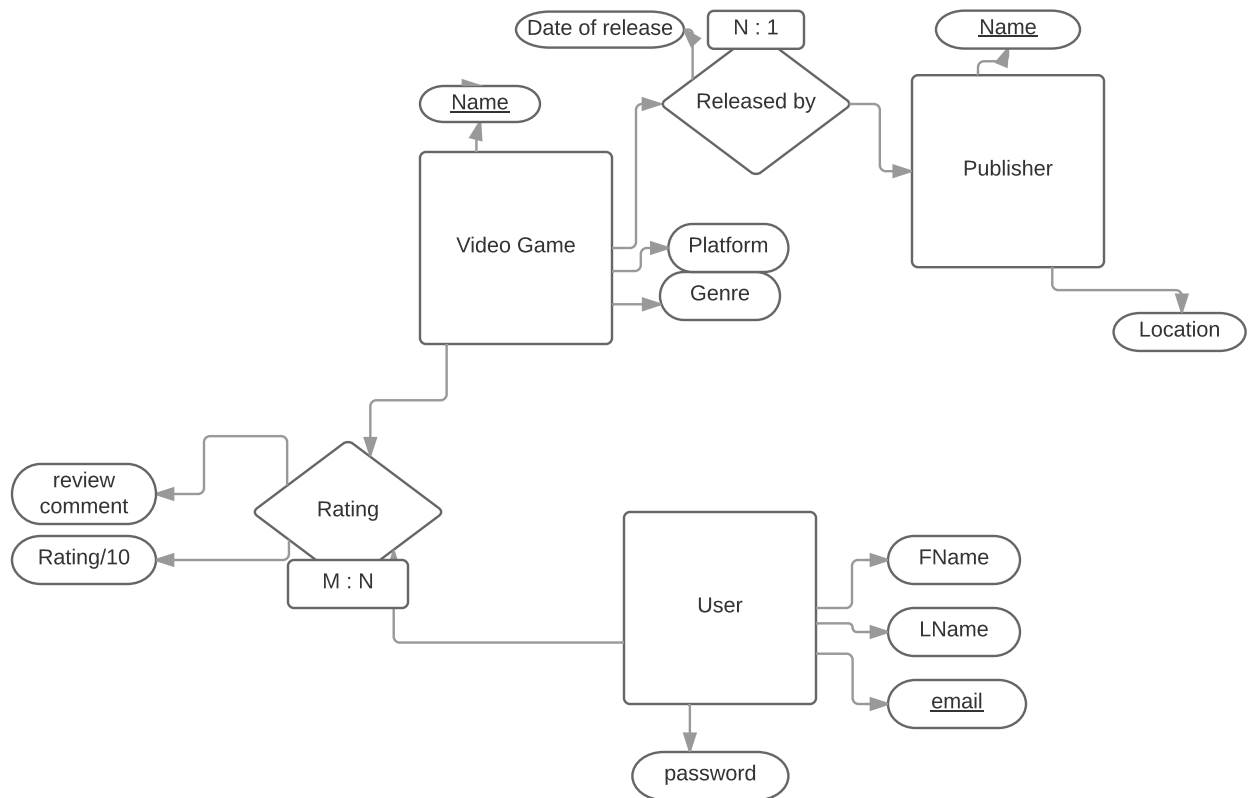 Date of release
N : 1
Name
Name
Released by
Publisher
Video Game
Platform
Genre
Location
review
comment
Rating
Rating/10
M : N
User
FName
LName
email
password